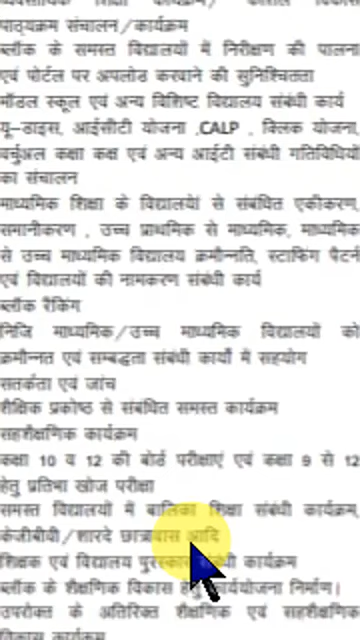 व्यवसायिक शिक्षा कार्यक्रम/ कौशल विकास
पाठ्यक्रम संचालन/कार्यक्रम
ब्लॉक के समस्त विद्यालयों में निरीक्षण की पालना
एवं पोर्टल पर अपलोड करवाने की सुनिश्चितता
मॉडल स्कूल एवं अन्य विशिष्ट विद्यालय संबंधी कार्य
यू-डाइस, आईसीटी योजना ,CALP , क्लिक योजना,
वर्चुअल कक्षा कक्ष एवं अन्य आईटी संबंधी गतिविधियों
का संचालन
माध्यमिक शिक्षा के विद्यालयों से संबंधित एकीकरण,
समानीकरण , उच्च प्राथमिक से माध्यमिक, माध्यमिक
से उच्च माध्यमिक विद्यालय क्रमौन्नति, स्टाफिंग पैटर्न
एवं विद्यालयों की नामकरण संबंधी कार्य
ब्लॉक रैंकिंग
निजि माध्यमिक/उच्च माध्यमिक विद्यालयों को
क्रमौन्नत एवं सम्बद्धता संबंधी कार्यो में सहयोग
सतर्कता एवं जांच
शैक्षिक प्रकोष्ठ से संबंधित समस्त कार्यक्रम
सहशैक्षणिक कार्यक्रम
कक्षा 10 व 12 की बोर्ड परीक्षाएं एवं कक्षा 9 से 12
हेतु प्रतिभा खोज परीक्षा
समस्त विद्यालयों में बालिका शिक्षा संबंधी कार्यक्रम,
केजीबीवी/शारदे छात्रावास आदि
शिक्षक एवं विद्यालय पुरस्कार संबंधी कार्यक्रम
ब्लॉक के शैक्षणिक विकास हेतु कार्ययोजना निर्माण।
उपरोक्त के अतिरिक्त शैक्षणिक एवं सहशैक्षणिक
विकास कार्यक्रम